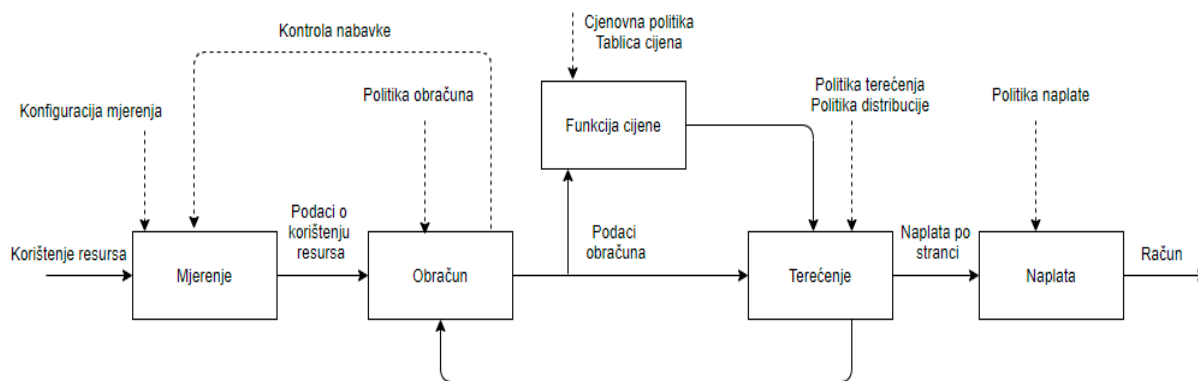 Kontrola nabavke
Cjenovna politika
Tablica cijena
Konfiguracija mjerenja
Politika obračuna
Funkcija cijene
Politika terećenja
Politika distribucije
Politika naplate
Korištenje resursa
Mjerenje
Podaci o
korištenju
resursa
Obračun
Podaci
obračuna
Terećenje
Naplata po
stranci
Naplata
Račun